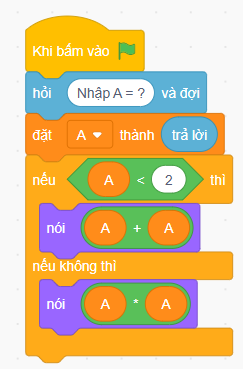 Khi bấm vào
hỏi Nhập A = ? và đợi
đặt A thành trả lời
nếu A < 2 thì
nói A + A
nếu không thì
nói A * A